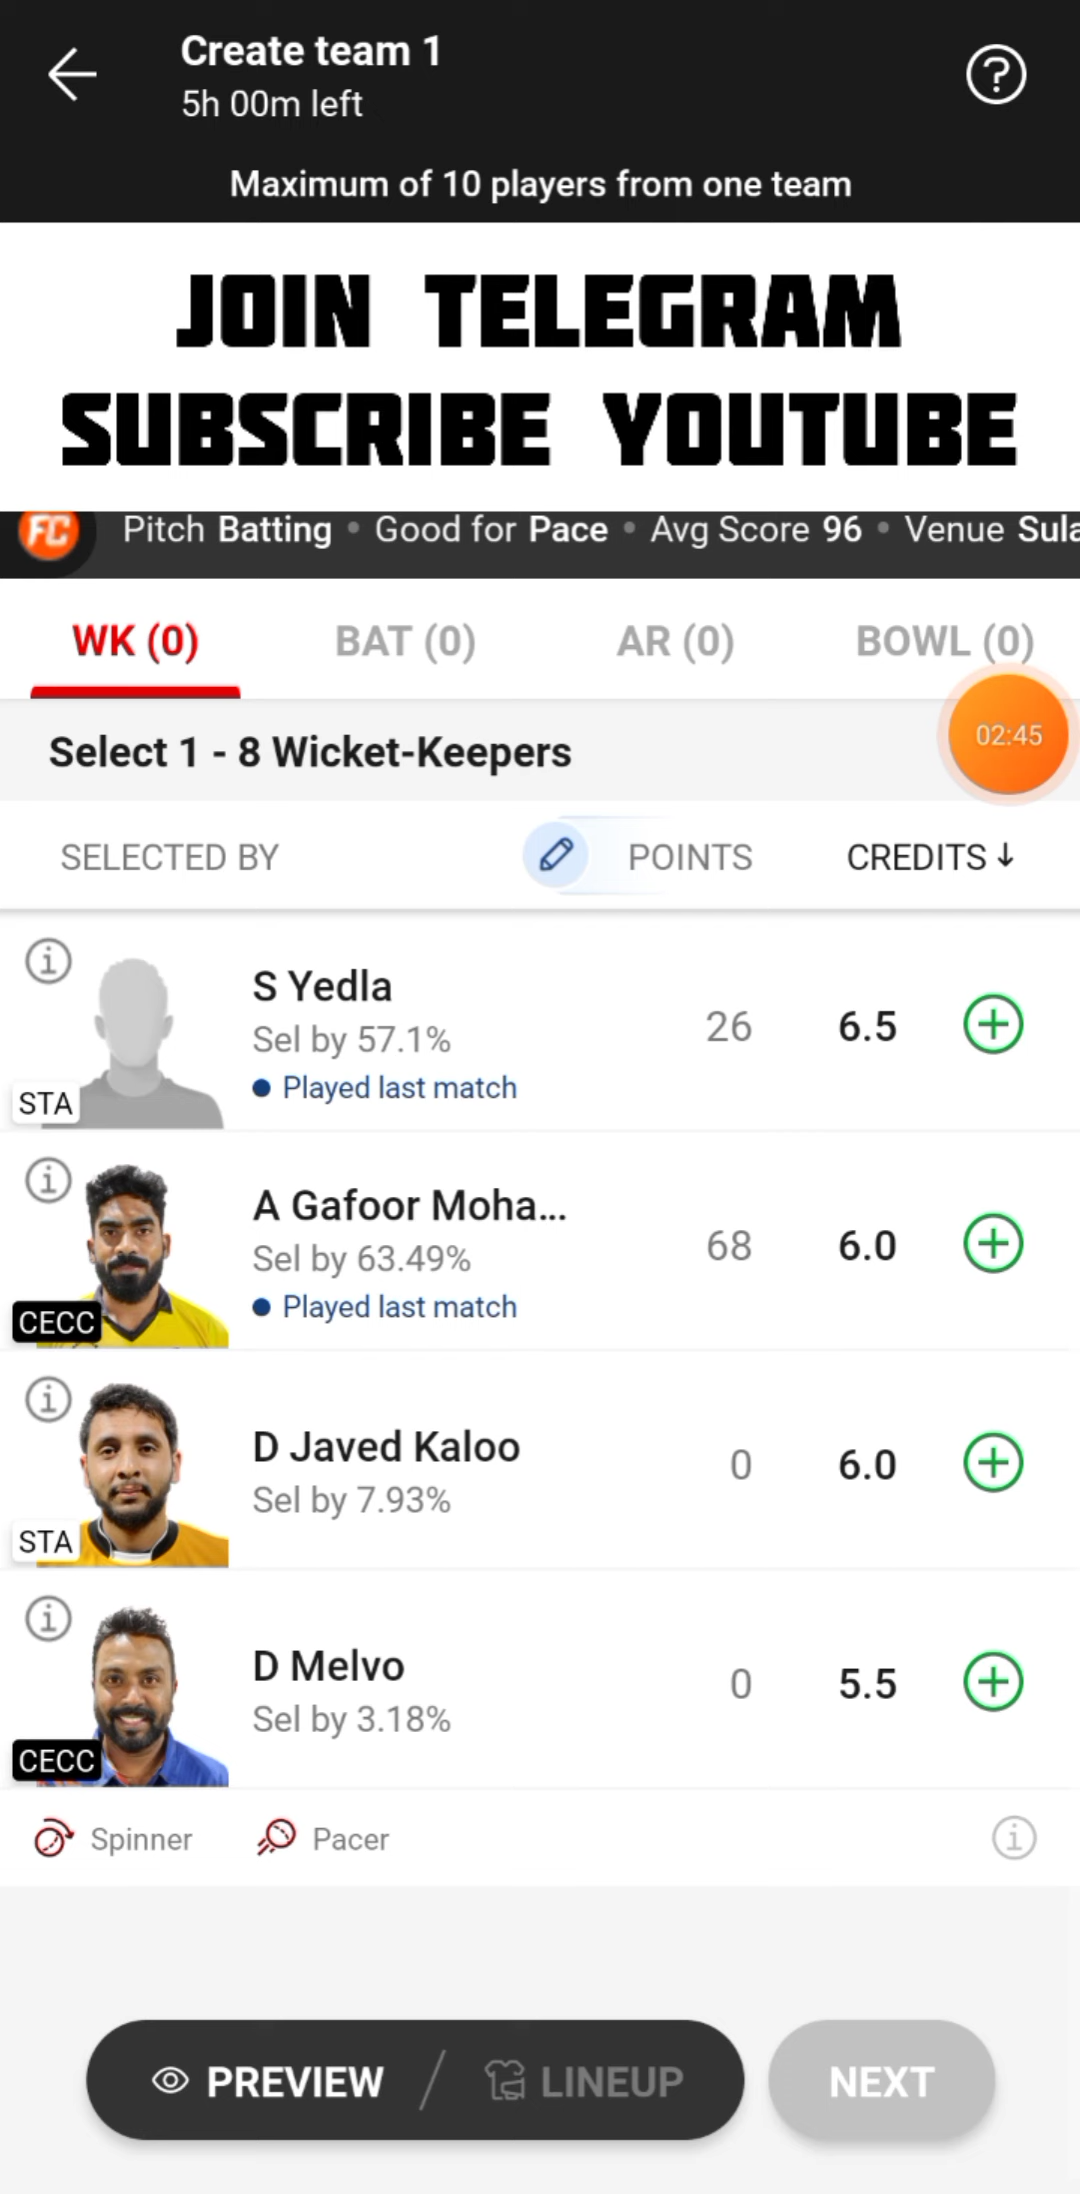 Create team 1
5h 00m left
Maximum of 10 players from one team
JOIN TELEGRAM
SUBSCRIBE YOUTUBE
FC Pitch Batting • Good for Pace • Avg Score 96 • Venue Sula
WK (0) BAT (0) AR (0) BOWL (0)
Select 1 - 8 Wicket-Keepers
02:45
SELECTED BY POINTS CREDITS ↓
S Yedla
Sel by 57.1%
Played last match
STA
26 6.5
A Gafoor Moha...
Sel by 63.49%
Played last match
CECC
68 6.0
D Javed Kaloo
Sel by 7.93%
STA
0 6.0
D Melvo
Sel by 3.18%
CECC
0 5.5
Spinner Pacer
PREVIEW / LINEUP NEXT